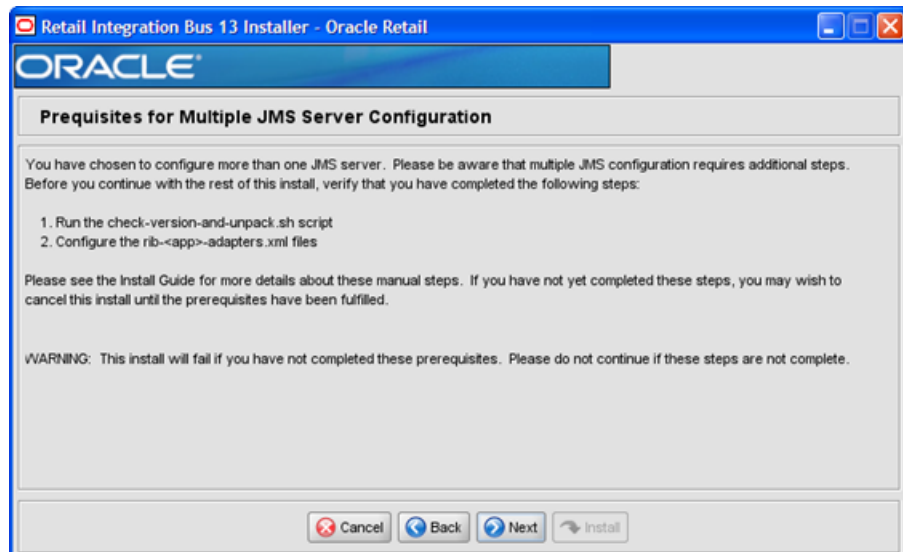 Retail Integration Bus 13 Installer - Oracle Retail
ORACLE®
Prequisites for Multiple JMS Server Configuration
You have chosen to configure more than one JMS server. Please be aware that multiple JMS configuration requires additional steps.
Before you continue with the rest of this install, verify that you have completed the following steps:
1. Run the check-version-and-unpack.sh script
2. Configure the rib-<app>-adapters.xml files
Please see the Install Guide for more details about these manual steps. If you have not yet completed these steps, you may wish to
cancel this install until the prerequisites have been fulfilled.
WARNING: This install will fail if you have not completed these prerequisites. Please do not continue if these steps are not complete.
Cancel Back Next Install